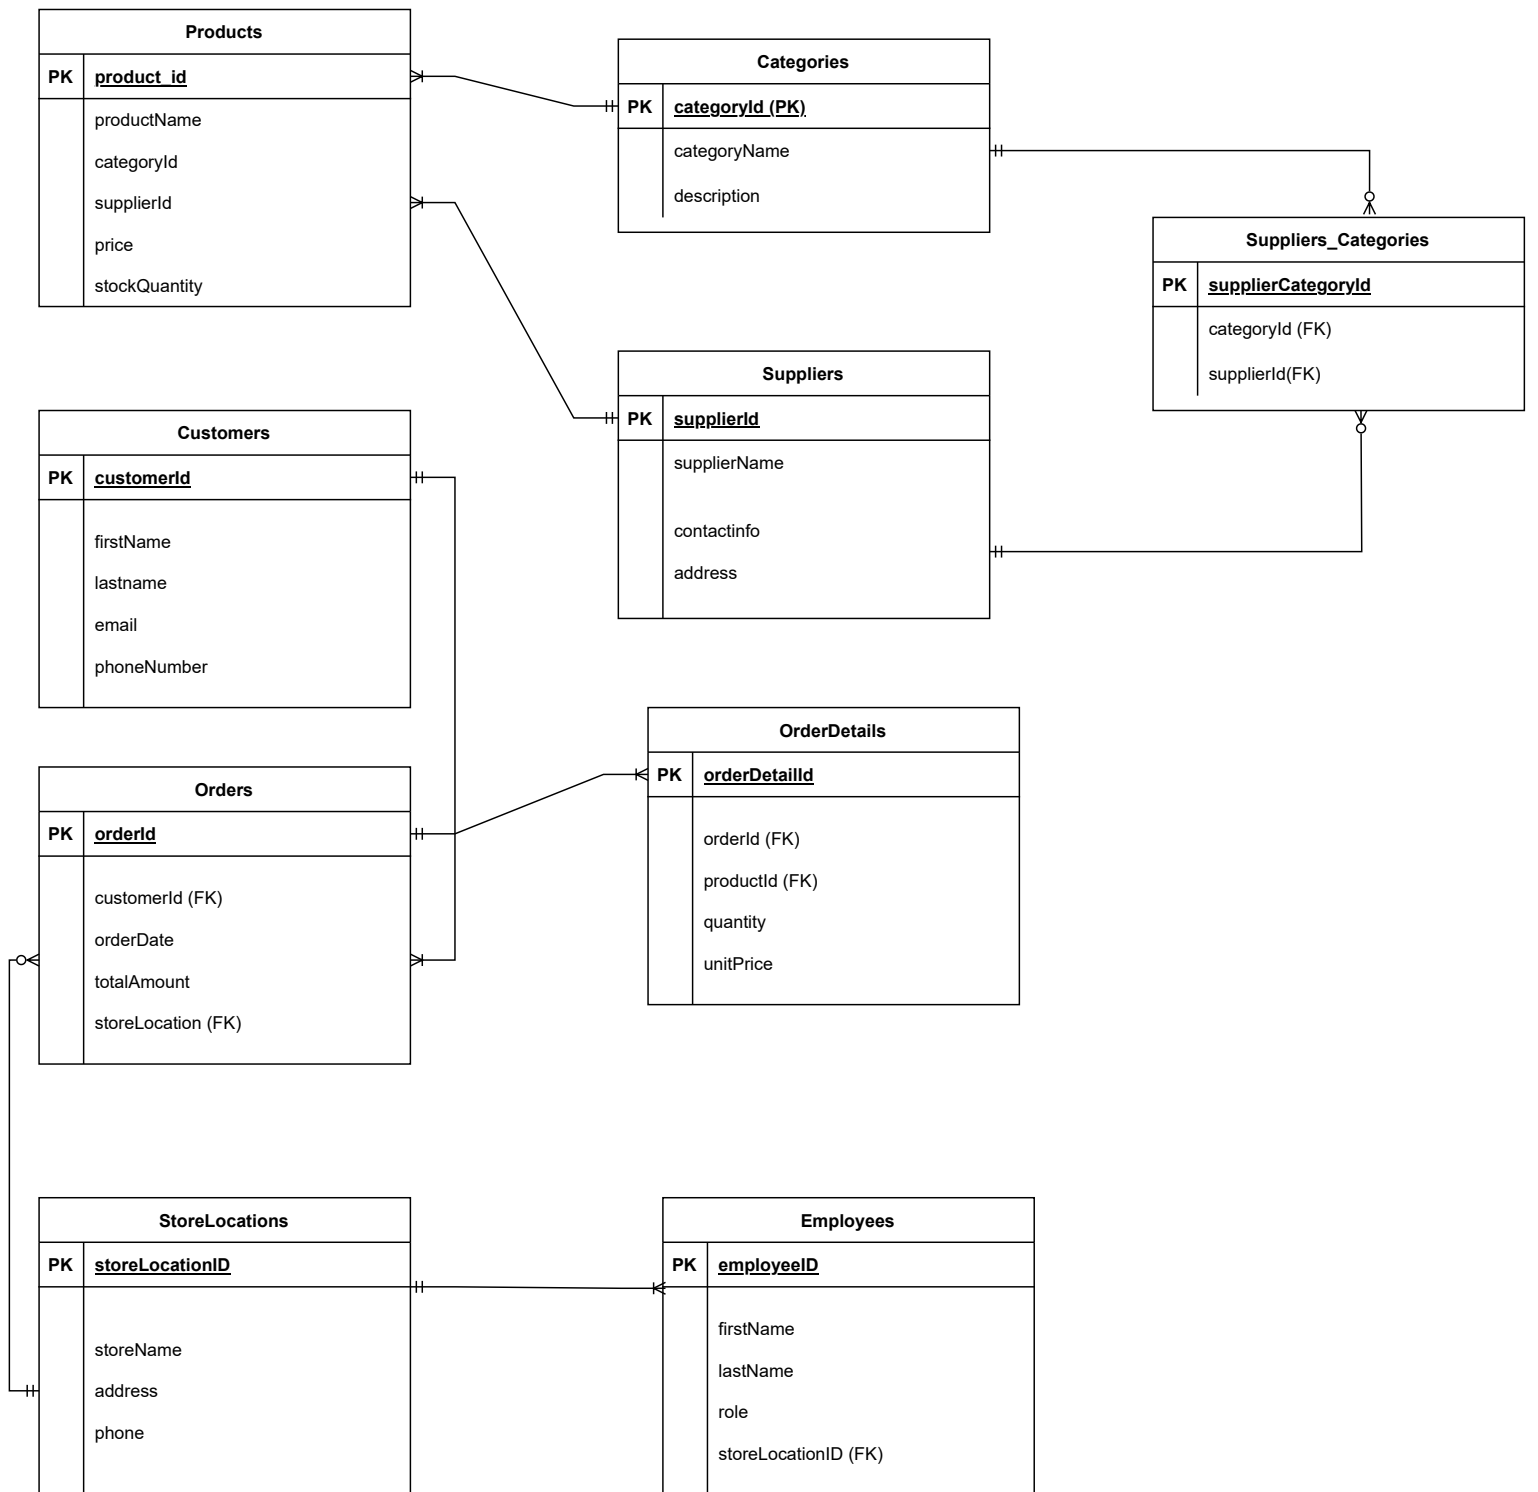 Products
PK product_id
productName
categoryId
supplierId
price
stockQuantity
Categories
PK categoryId (PK)
categoryName
description
Suppliers_Categories
PK supplierCategoryId
categoryId (FK)
supplierId(FK)
Suppliers
PK supplierId
supplierName
contactinfo
address
Customers
PK customerId
firstName
lastname
email
phoneNumber
OrderDetails
PK orderDetailId
orderId (FK)
productId (FK)
quantity
unitPrice
Orders
PK orderId
customerId (FK)
orderDate
totalAmount
storeLocation (FK)
StoreLocations
PK storeLocationID
storeName
address
phone
Employees
PK employeeID
firstName
lastName
role
storeLocationID (FK)